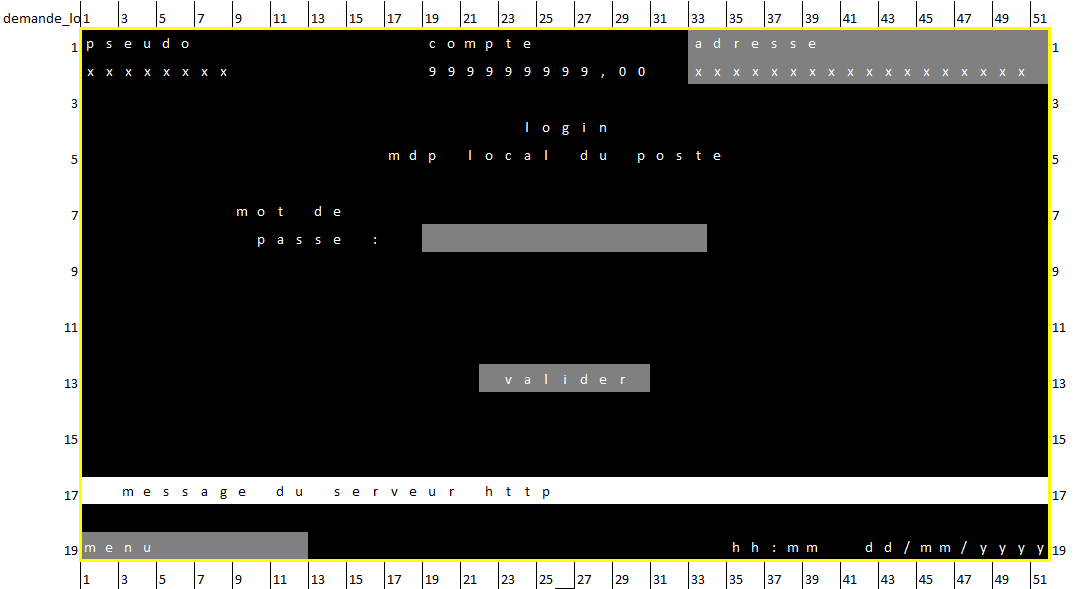 demande_lo 1 3 5 7 9 11 13 15 17 19 21 23 25 27 29 31 33 35 37 39 41 43 45 47 49 51
1 pseudo compte adresse 1
xxxxxxxx 999999999,00 xxxxxxxxxxxxxxxxxx
3 3
login
5 mdp local du poste 5
7 mot de 7
passe :
9 9
11 11
13 valider 13
15 15
17 message du serveur http 17
19 menu hh:mm dd/mm/yyyy 19
1 3 5 7 9 11 13 15 17 19 21 23 25 27 29 31 33 35 37 39 41 43 45 47 49 51